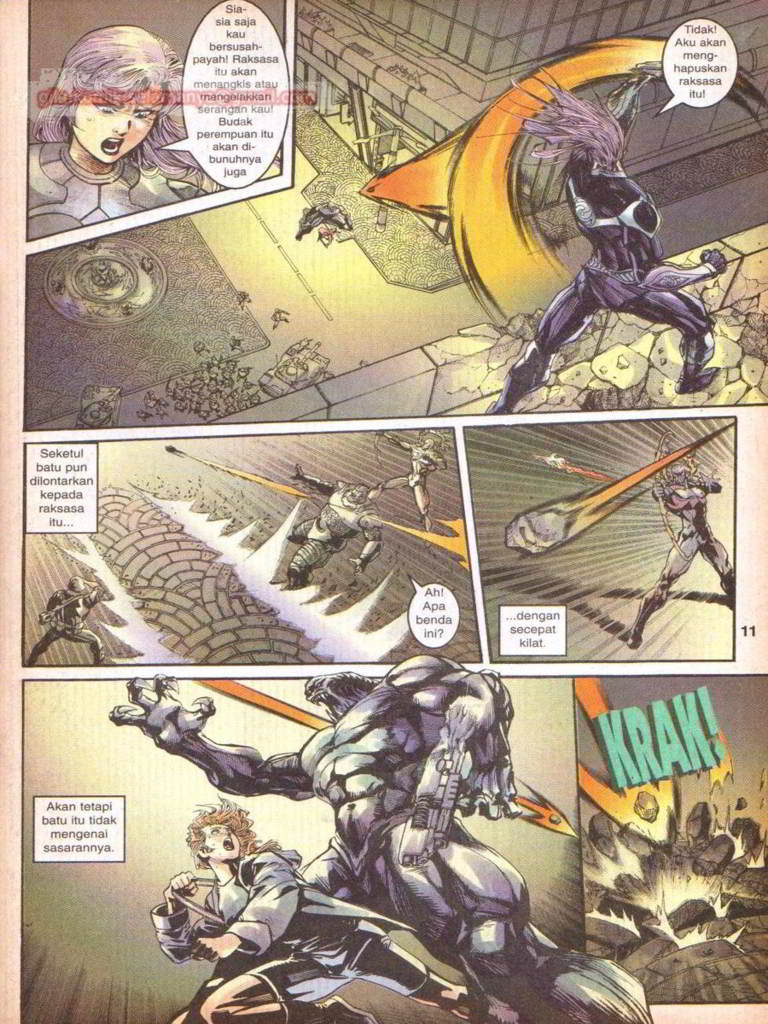 Sia-
sia saja
kau
bersusah-
payah! Raksasa
itu akan
menangkis atau
mengelakkan
serangan kau!
Budak
perempuan itu
akan di-
bunuhnya
juga
Tidak!
Aku akan
meng-
hapuskan
raksasa
itu!
Seketul
batu pun
dilontarkan
kepada
raksasa
itu...
Ah!
Apa
benda
ini?
...dengan
secepat
kilat.
11
Akan tetapi
batu itu tidak
mengenai
sasarannya.
KRAK!